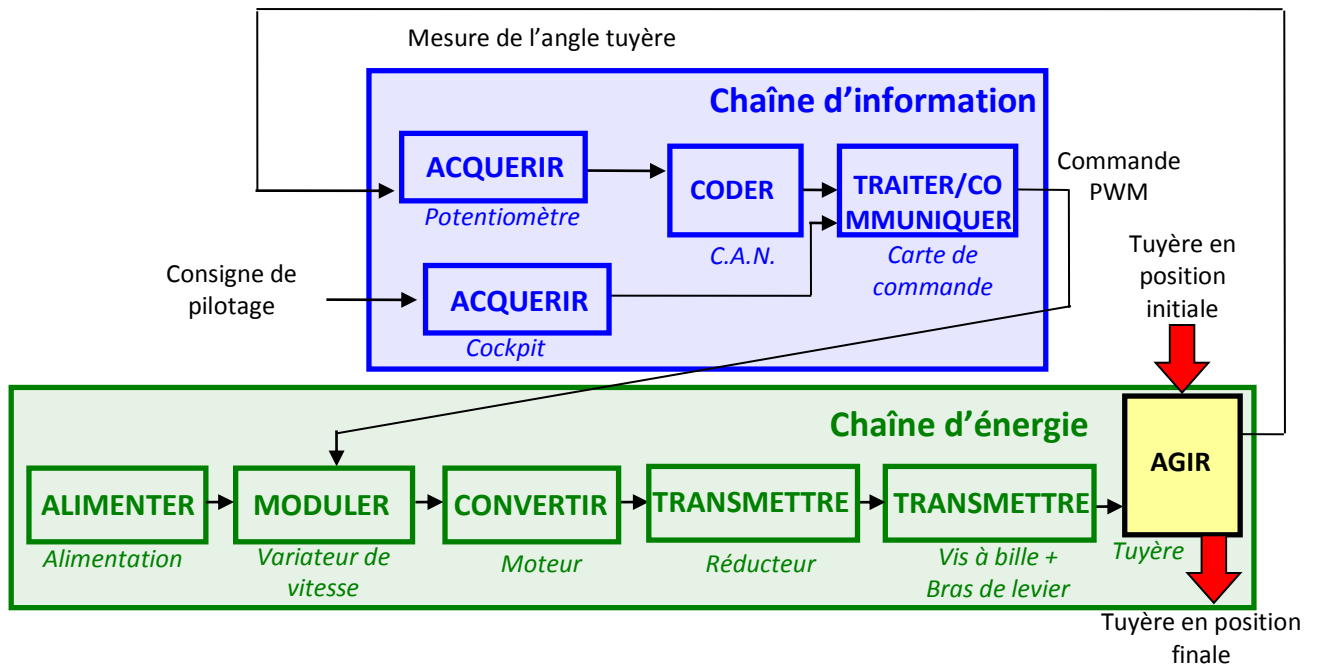 Mesure de l’angle tuyère
Chaîne d’information
ACQUERIR
Potentiomètre
CODER
C.A.N.
TRAITER/CO
MMUNIQUER
Carte de
commande
Commande
PWM
Consigne de
pilotage
ACQUERIR
Cockpit
Tuyère en
position
initiale
Chaîne d’énergie
ALIMENTER
Alimentation
MODULER
Variateur de
vitesse
CONVERTIR
Moteur
TRANSMETTRE
Réducteur
TRANSMETTRE
Vis à bille +
Bras de levier
AGIR
Tuyère
Tuyère en position
finale